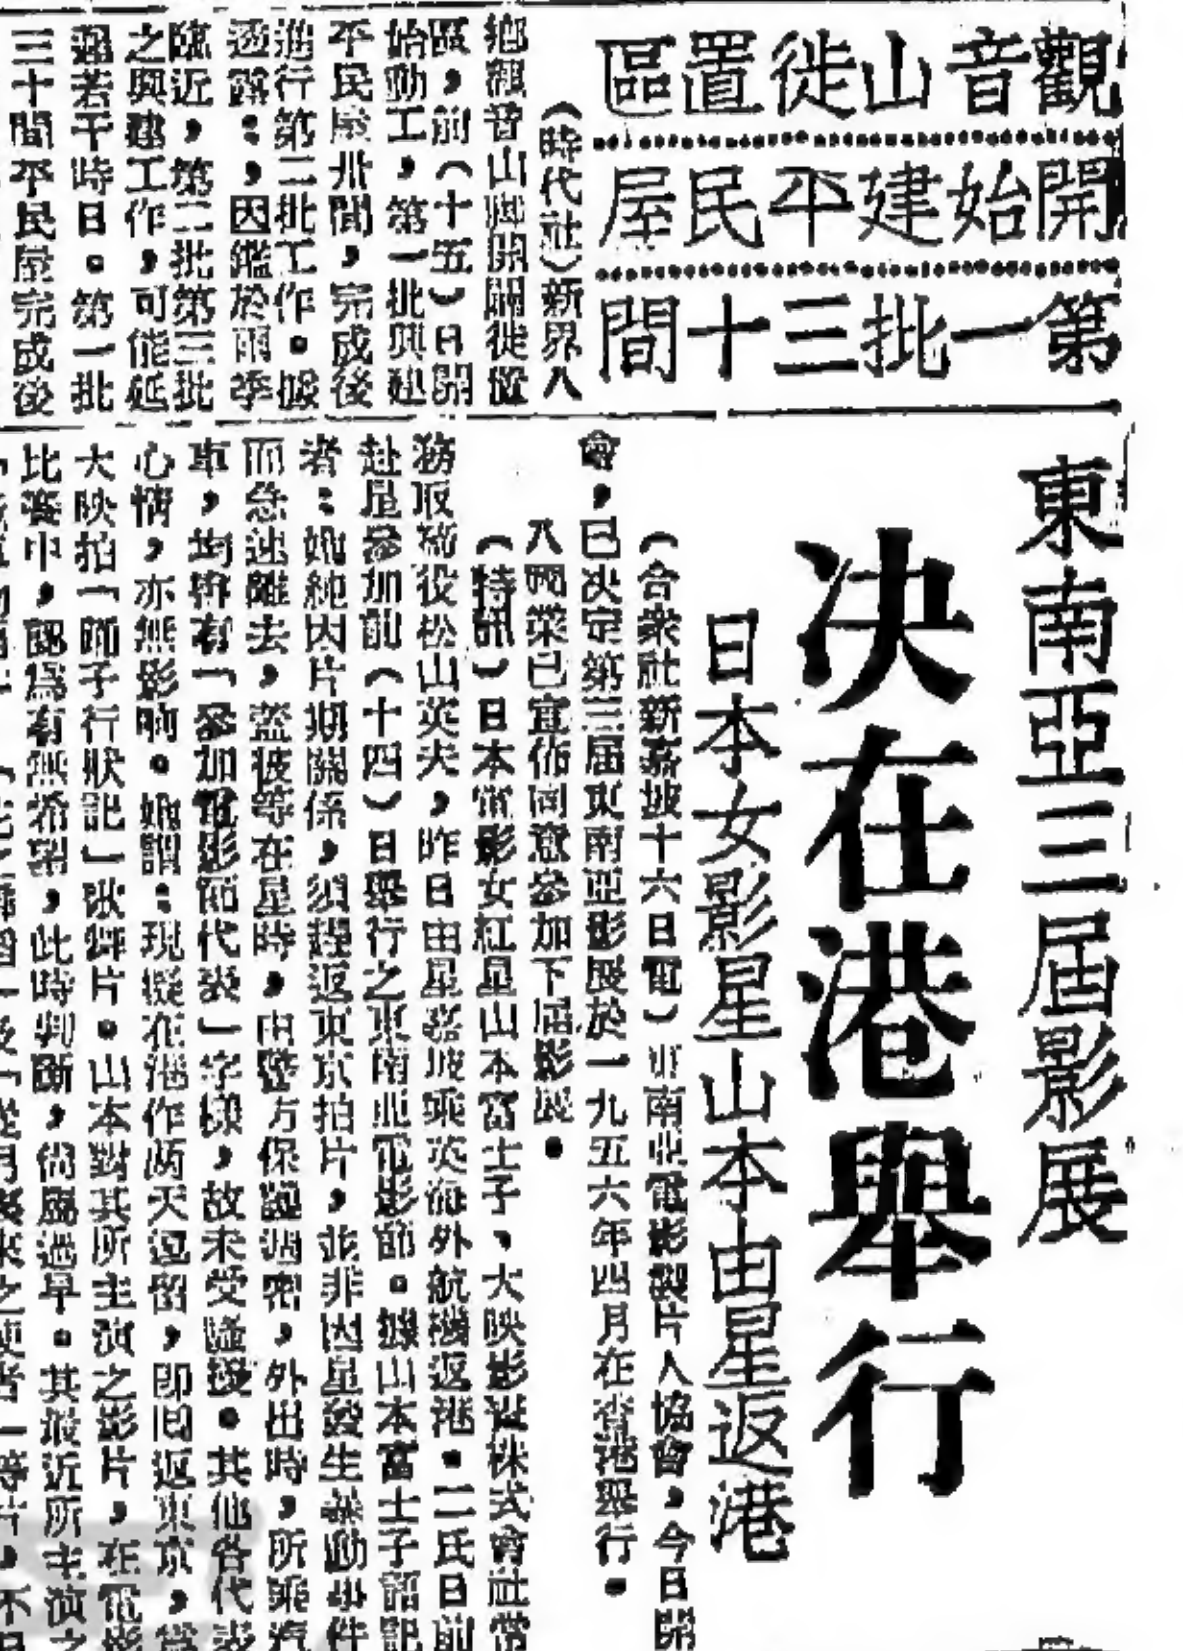 觀音山徙置區
開始建平民屋
第一批三十間
（時代社）新界八
鄉觀音山脚開闢徙置
區，前（十五）日開
始動工，第一批興建
平民屋卅間，完成後
進行第二批工作。據
透露：，因鑑於雨季
臨近，第二批第三批
之興建工作，可能延
遲若干時日。第一批
三十間平民屋完成後
東南亞三屆影展
决在港舉行
日本女影星山本由星返港
（合衆社新嘉坡十六日電）東南亞電影製片人協會，今日開
會，已决定第三届東南亞影展於一九五六年四月在香港舉行。
八國業已宣佈同意參加下屆影展。
（特訊）日本電影女紅星山本富士子、大映影滋株式會社常
務取締役松山英夫，昨日由星嘉坡乘英海外航機返港。二氏日前
赴星參加前（十四）日舉行之東南亞電影節。據山本富士子韶記
者：她純因片期關係，須趕返東京拍片，並非因星發生暴動事件
而急速離去，蓋彼等在星時，由警方保護週密，外出時，所乘汽
車，均有「參加電影節代表」字樣，故未受騷擾。其他各代表
心情，亦無影响。她謂：現擬在港作兩天逗留，即日返東京，當
大映拍「獅子行狀記」歌舞片。山本對其所主演之影片，在電影
比賽中，認爲有無希望，此時判斷，尙屬過早。其最近所主演之